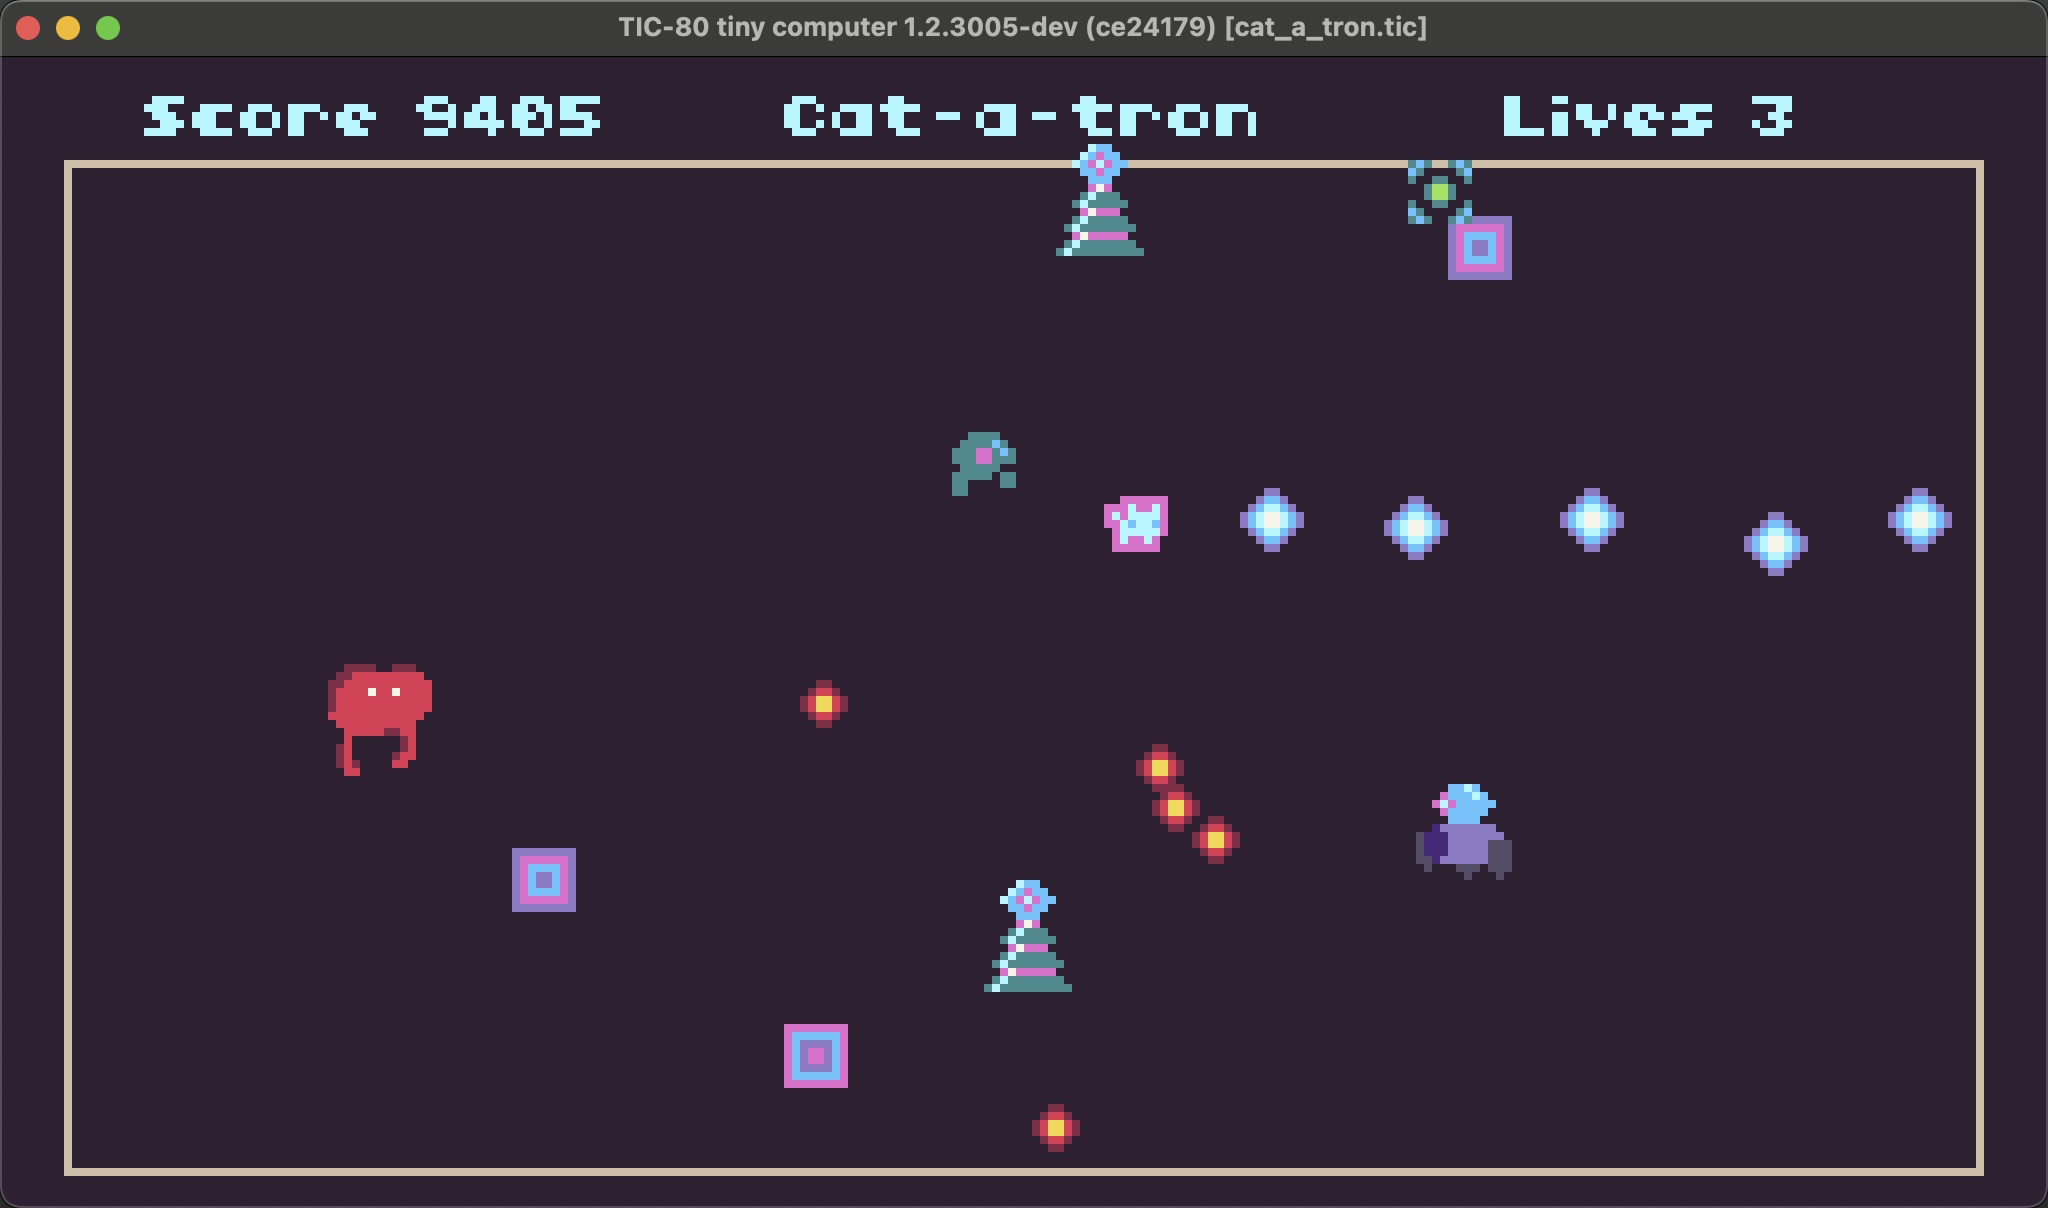 TIC-80 tiny computer 1.2.3005-dev (ce24179) [cat_a_tron.tic]
Score 9405 Cat-a-tron Lives 3